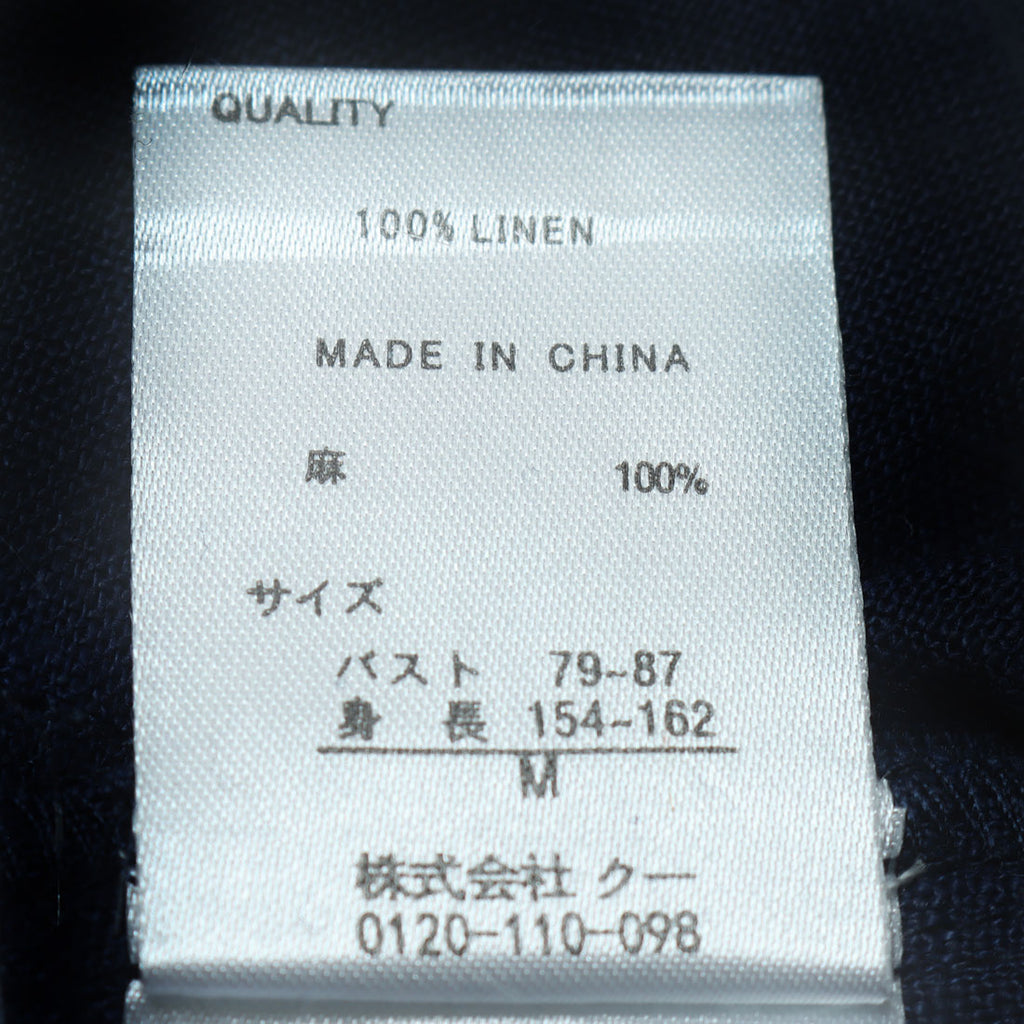 QUALITY
100% LINEN
MADE IN CHINA
麻 100%
サイズ
バスト 79~87
身 長 154~162
M
株式会社 クー
0120-110-098